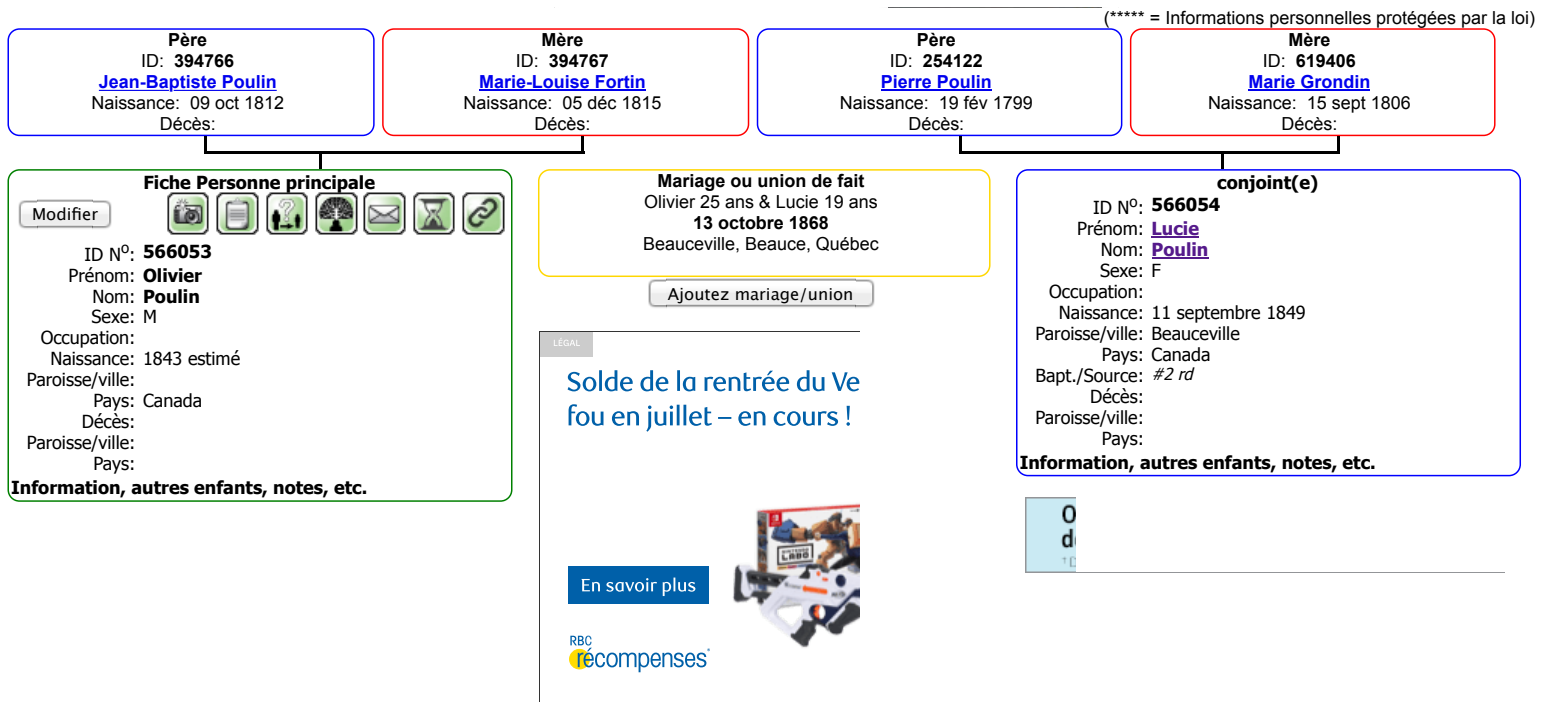 (***** = Informations personnelles protégées par la loi)
Père
ID: 394766
Jean-Baptiste Poulin
Naissance: 09 oct 1812
Décès:
Mère
ID: 394767
Marie-Louise Fortin
Naissance: 05 déc 1815
Décès:
Père
ID: 254122
Pierre Poulin
Naissance: 19 fév 1799
Décès:
Mère
ID: 619406
Marie Grondin
Naissance: 15 sept 1806
Décès:
Fiche Personne principale
Modifier
ID Nº: 566053
Prénom: Olivier
Nom: Poulin
Sexe: M
Occupation:
Naissance: 1843 estimé
Paroisse/ville:
Pays: Canada
Décès:
Paroisse/ville:
Pays:
Information, autres enfants, notes, etc.
Mariage ou union de fait
Olivier 25 ans & Lucie 19 ans
13 octobre 1868
Beauceville, Beauce, Québec
Ajoutez mariage/union
LÉGAL
Solde de la rentrée du Ve
fou en juillet – en cours !
NINTENDO
LABO
En savoir plus
RBC
récompenses
conjoint(e)
ID Nº: 566054
Prénom: Lucie
Nom: Poulin
Sexe: F
Occupation:
Naissance: 11 septembre 1849
Paroisse/ville: Beauceville
Pays: Canada
Bapt./Source: #2 rd
Décès:
Paroisse/ville:
Pays:
Information, autres enfants, notes, etc.
O
d